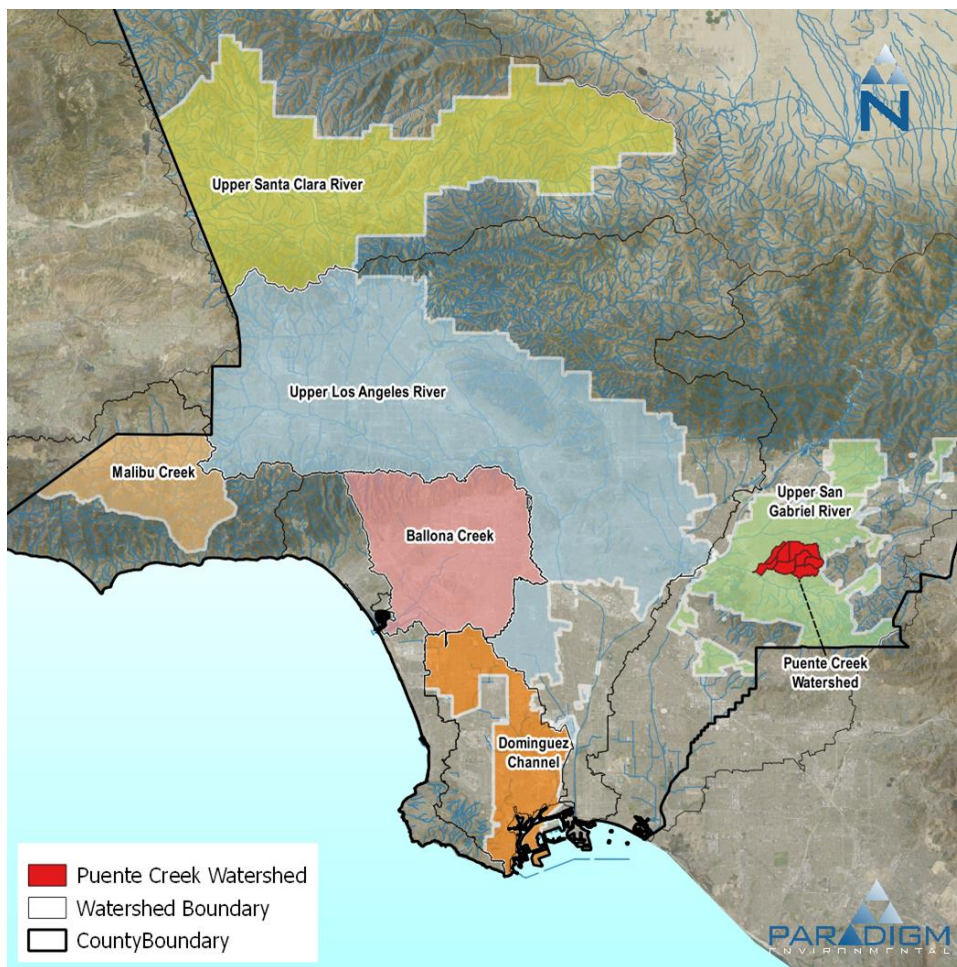 N
Upper Santa Clara River
Upper Los Angeles River
Malibu Creek
Upper San
Gabriel River
Ballona Creek
Puente Creek
Watershed
Dominguez
Channel
Puente Creek Watershed
Watershed Boundary
CountyBoundary
PARADIGM
ENVIRONMENTAL